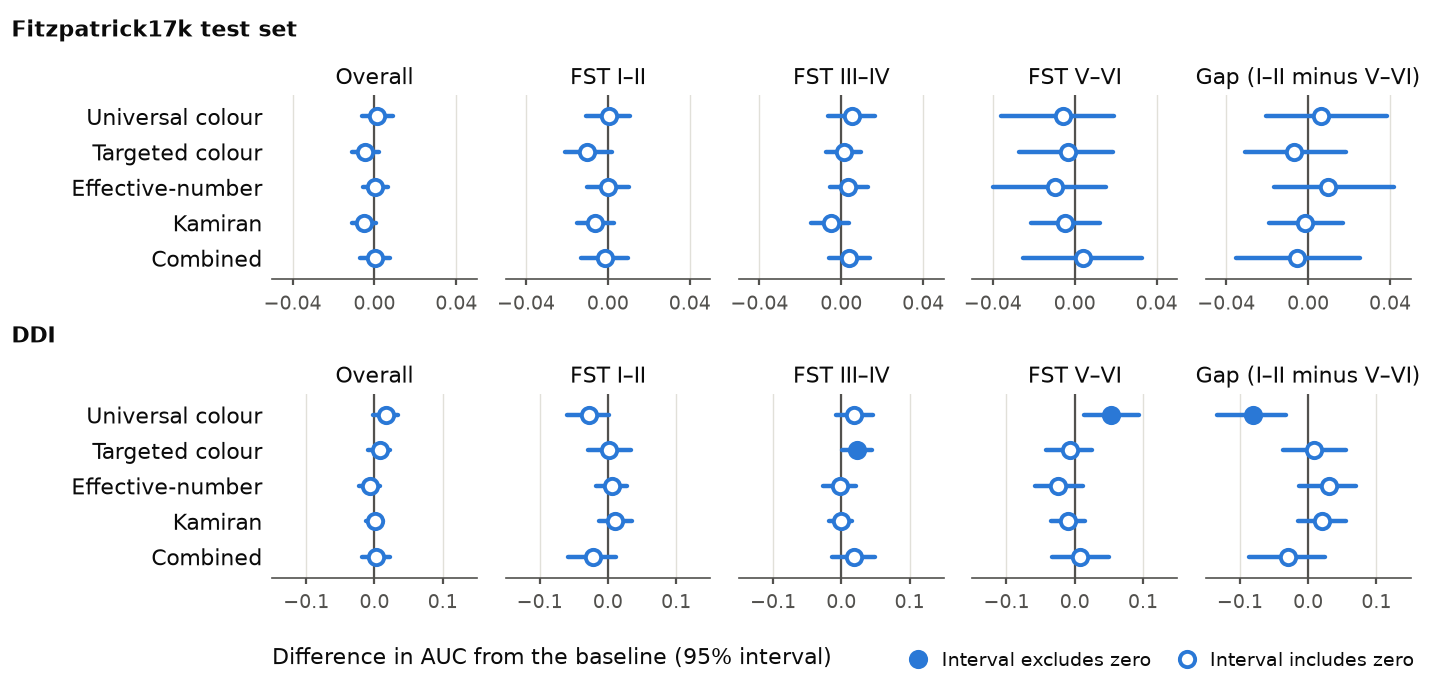 Fitzpatrick17k test set
Overall FST I–II FST III–IV FST V–VI Gap (I–II minus V–VI)
Universal colour
Targeted colour
Effective-number
Kamiran
Combined
−0.04 0.00 0.04 −0.04 0.00 0.04 −0.04 0.00 0.04 −0.04 0.00 0.04 −0.04 0.00 0.04
DDI
Overall FST I–II FST III–IV FST V–VI Gap (I–II minus V–VI)
Universal colour
Targeted colour
Effective-number
Kamiran
Combined
−0.1 0.0 0.1 −0.1 0.0 0.1 −0.1 0.0 0.1 −0.1 0.0 0.1 −0.1 0.0 0.1
Difference in AUC from the baseline (95% interval) Interval excludes zero Interval includes zero